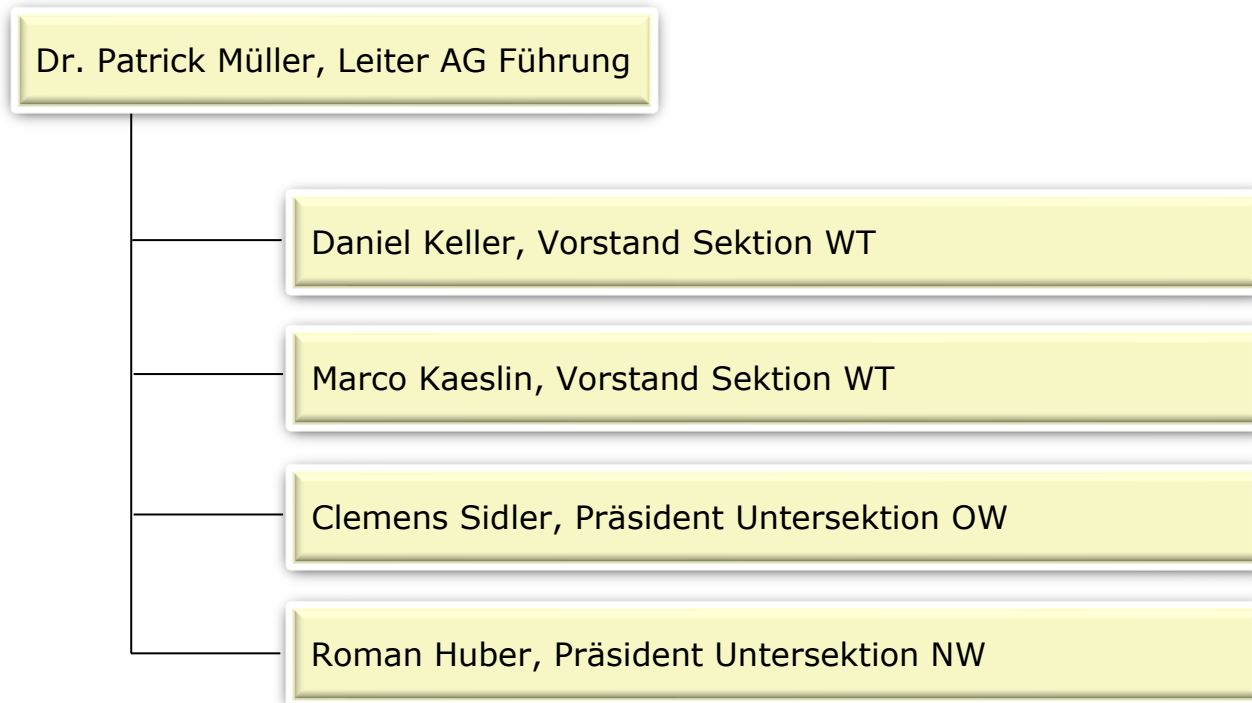 Dr. Patrick Müller, Leiter AG Führung
Daniel Keller, Vorstand Sektion WT
Marco Kaeslin, Vorstand Sektion WT
Clemens Sidler, Präsident Untersektion OW
Roman Huber, Präsident Untersektion NW